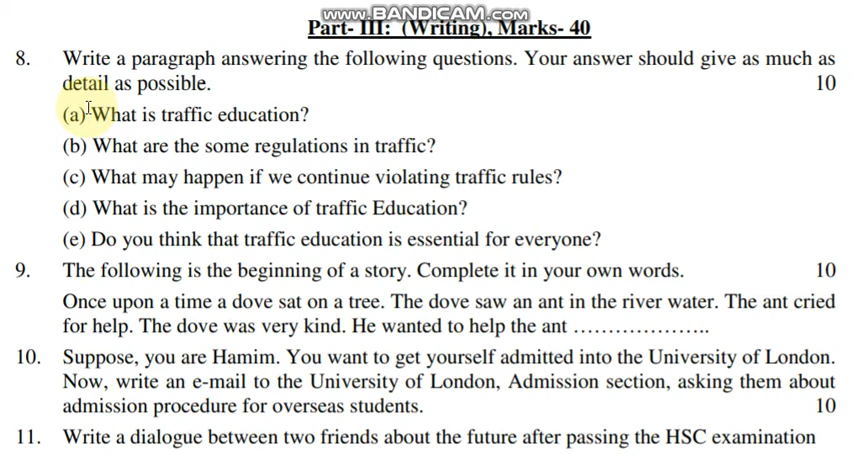 www.BANDICAM.com
Part- III: (Writing), Marks- 40
8. Write a paragraph answering the following questions. Your answer should give as much as
detail as possible. 10
(a) What is traffic education?
(b) What are the some regulations in traffic?
(c) What may happen if we continue violating traffic rules?
(d) What is the importance of traffic Education?
(e) Do you think that traffic education is essential for everyone?
9. The following is the beginning of a story. Complete it in your own words. 10
Once upon a time a dove sat on a tree. The dove saw an ant in the river water. The ant cried
for help. The dove was very kind. He wanted to help the ant ………………..
10. Suppose, you are Hamim. You want to get yourself admitted into the University of London.
Now, write an e-mail to the University of London, Admission section, asking them about
admission procedure for overseas students. 10
11. Write a dialogue between two friends about the future after passing the HSC examination